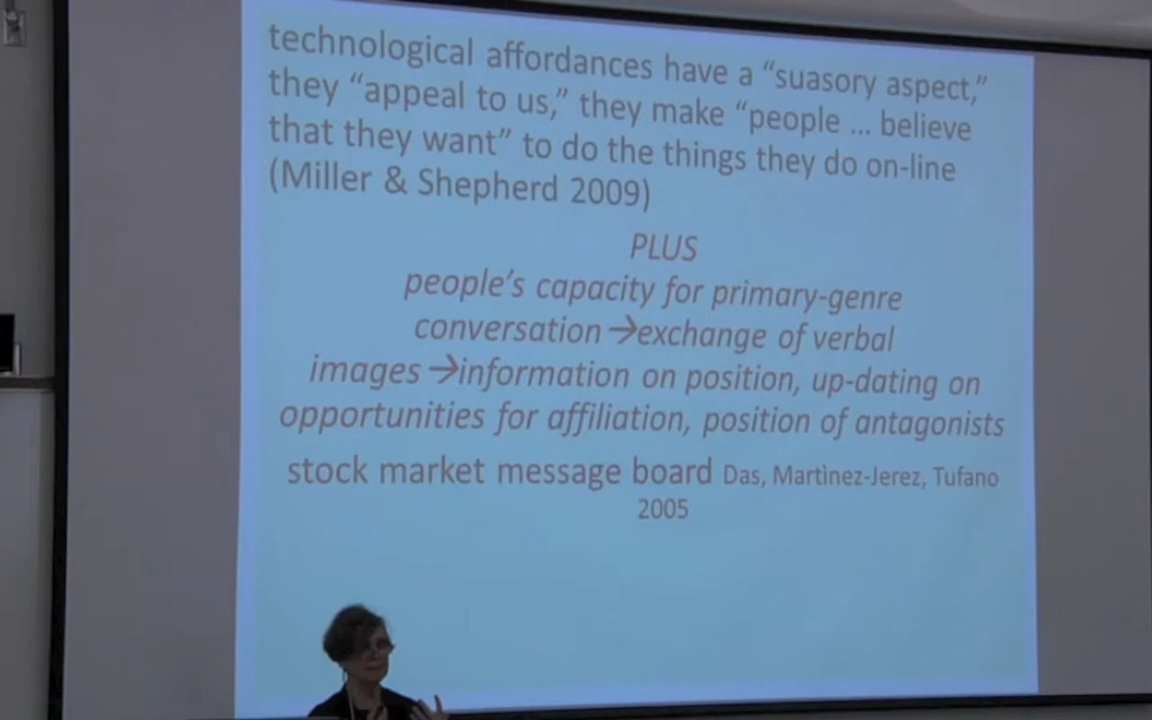 technological affordances have a “suasory aspect,”
they “appeal to us,” they make “people ... believe
that they want” to do the things they do on-line
(Miller & Shepherd 2009)
PLUS
people’s capacity for primary-genre
conversation →exchange of verbal
images →information on position, up-dating on
opportunities for affiliation, position of antagonists
stock market message board Das, Martìnez-Jerez, Tufano
2005